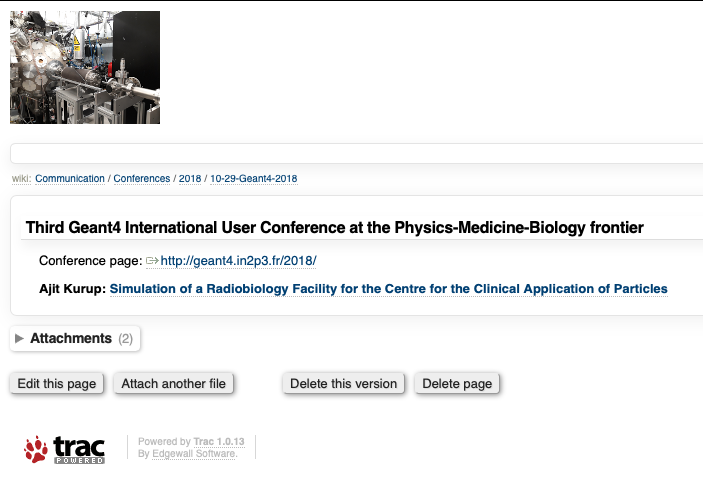 wiki: Communication / Conferences / 2018 / 10-29-Geant4-2018
Third Geant4 International User Conference at the Physics-Medicine-Biology frontier
Conference page: http://geant4.in2p3.fr/2018/
Ajit Kurup: Simulation of a Radiobiology Facility for the Centre for the Clinical Application of Particles
Attachments (2)
Edit this page Attach another file Delete this version Delete page
trac
POWERED
Powered by Trac 1.0.13
By Edgewall Software.